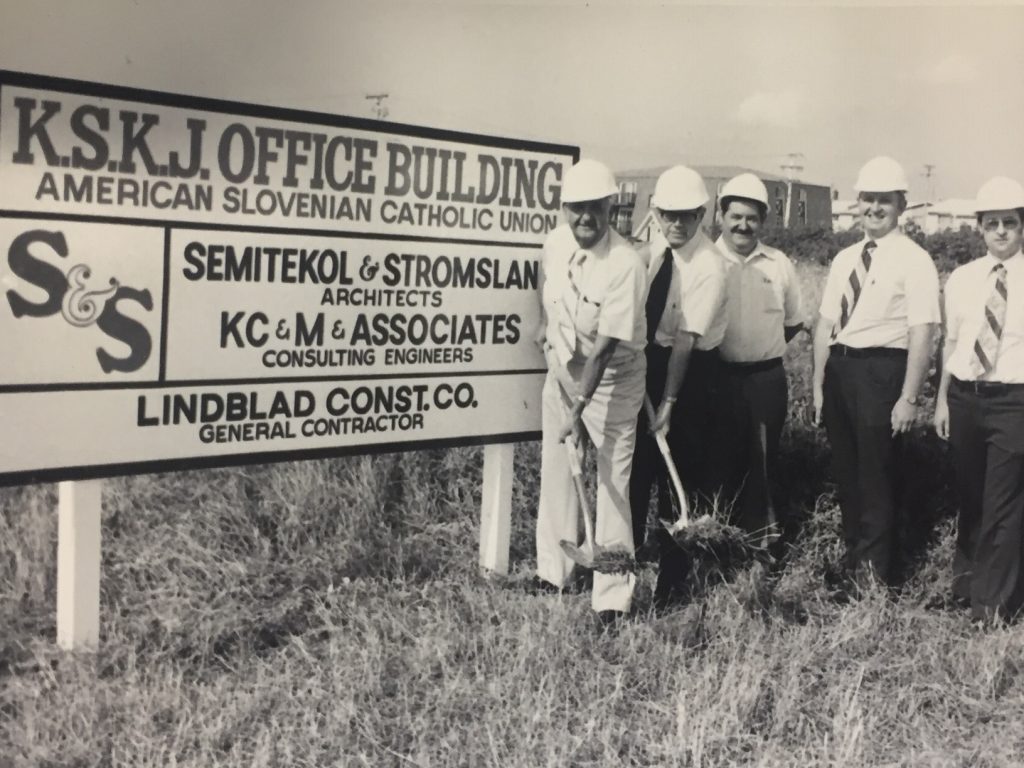 K.S.K.J. OFFICE BUILDING
AMERICAN SLOVENIAN CATHOLIC UNION
S&S
SEMITEKOL & STROMSLAN
ARCHITECTS
KC & M & ASSOCIATES
CONSULTING ENGINEERS
LINDBLAD CONST. CO.
GENERAL CONTRACTOR